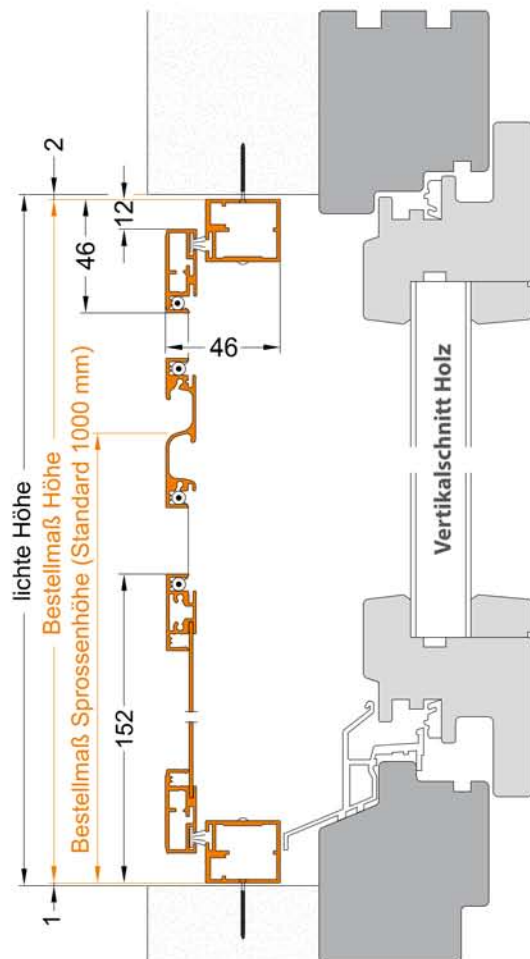 2
12
46
46
lichte Höhe
Bestellmaß Höhe
Bestellmaß Sprossenhöhe (Standard 1000 mm)
Vertikalschnitt Holz
152
1